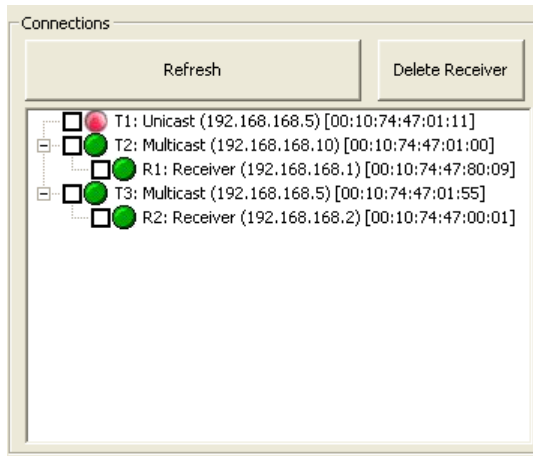 Connections
Refresh
Delete Receiver
T1: Unicast (192.168.168.5) [00:10:74:47:01:11]
T2: Multicast (192.168.168.10) [00:10:74:47:01:00]
R1: Receiver (192.168.168.1) [00:10:74:47:80:09]
T3: Multicast (192.168.168.5) [00:10:74:47:01:55]
R2: Receiver (192.168.168.2) [00:10:74:47:00:01]